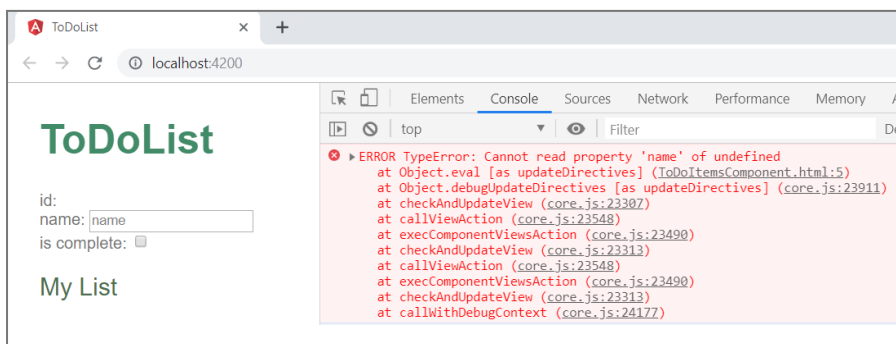 ToDoList
localhost:4200
Elements Console Sources Network Performance Memory
top Filter
ToDoList
id:
name: name
is complete:
My List
ERROR TypeError: Cannot read property 'name' of undefined
at Object.eval [as updateDirectives] (ToDoItemsComponent.html:5)
at Object.debugUpdateDirectives [as updateDirectives] (core.js:23911)
at checkAndUpdateView (core.js:23307)
at callViewAction (core.js:23548)
at execComponentViewsAction (core.js:23490)
at checkAndUpdateView (core.js:23313)
at callViewAction (core.js:23548)
at execComponentViewsAction (core.js:23490)
at checkAndUpdateView (core.js:23313)
at callWithDebugContext (core.js:24177)